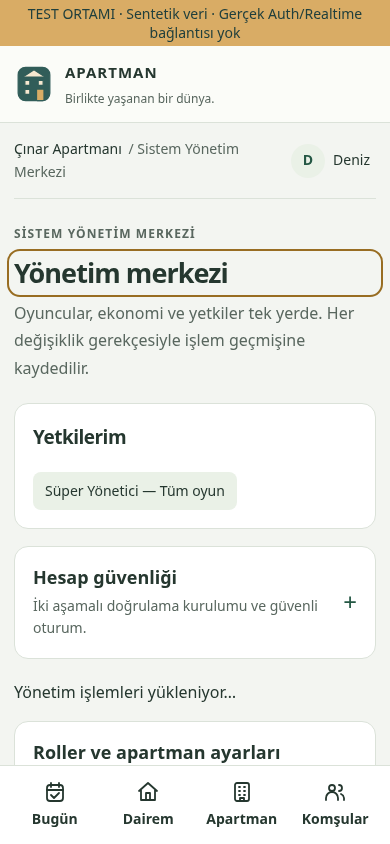 TEST ORTAMI · Sentetik veri · Gerçek Auth/Realtime
bağlantısı yok
APARTMAN
Birlikte yaşanan bir dünya.
Çınar Apartmanı / Sistem Yönetim
Merkezi
D Deniz
SİSTEM YÖNETİM MERKEZİ
Yönetim merkezi
Oyuncular, ekonomi ve yetkiler tek yerde. Her
değişiklik gerekçesiyle işlem geçmişine
kaydedilir.
Yetkilerim
Süper Yönetici — Tüm oyun
Hesap güvenliği
İki aşamalı doğrulama kurulumu ve güvenli
oturum.
+
Yönetim işlemleri yükleniyor...
Roller ve apartman ayarları
Bugün Dairem Apartman Komşular